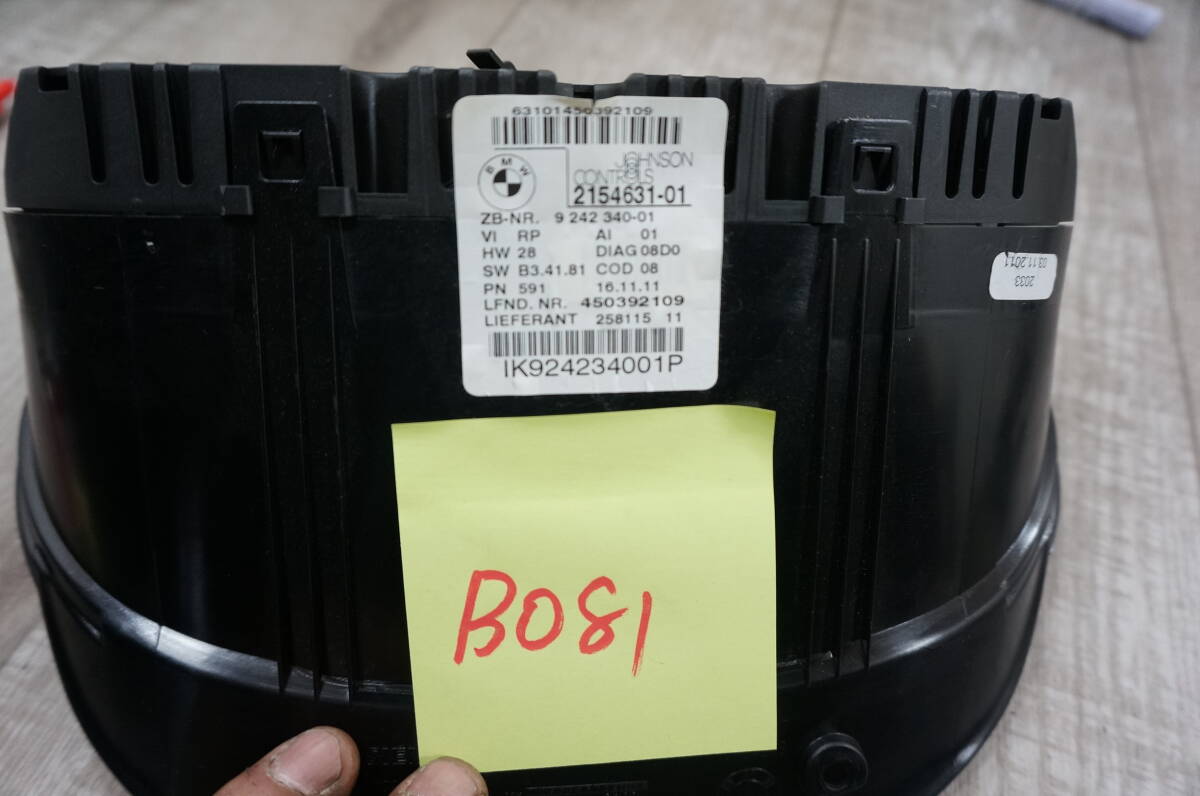 63101450392109
BMW
JOHNSON
CONTROLS
2154631-01
ZB-NR. 9 242 340-01
VI RP AI 01
HW 28 DIAG 08D0
SW B3.41.81 COD 08
PN 591 16.11.11
LFND. NR. 450392109
LIEFERANT 258115 11
IK924234001P
2033
03.11.2011
B081